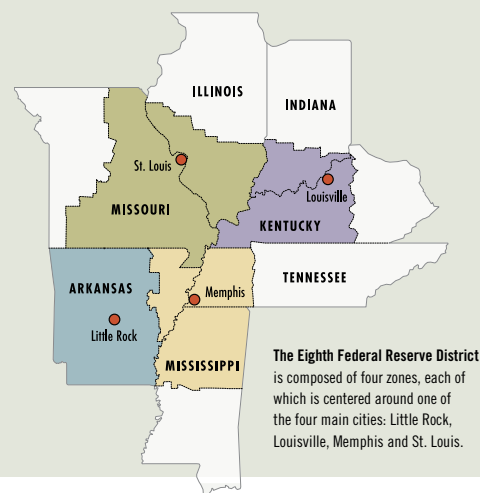 ILLINOIS
INDIANA
St. Louis
Louisville
MISSOURI
KENTUCKY
TENNESSEE
ARKANSAS
Memphis
Little Rock
MISSISSIPPI
The Eighth Federal Reserve District
is composed of four zones, each of
which is centered around one of
the four main cities: Little Rock,
Louisville, Memphis and St. Louis.